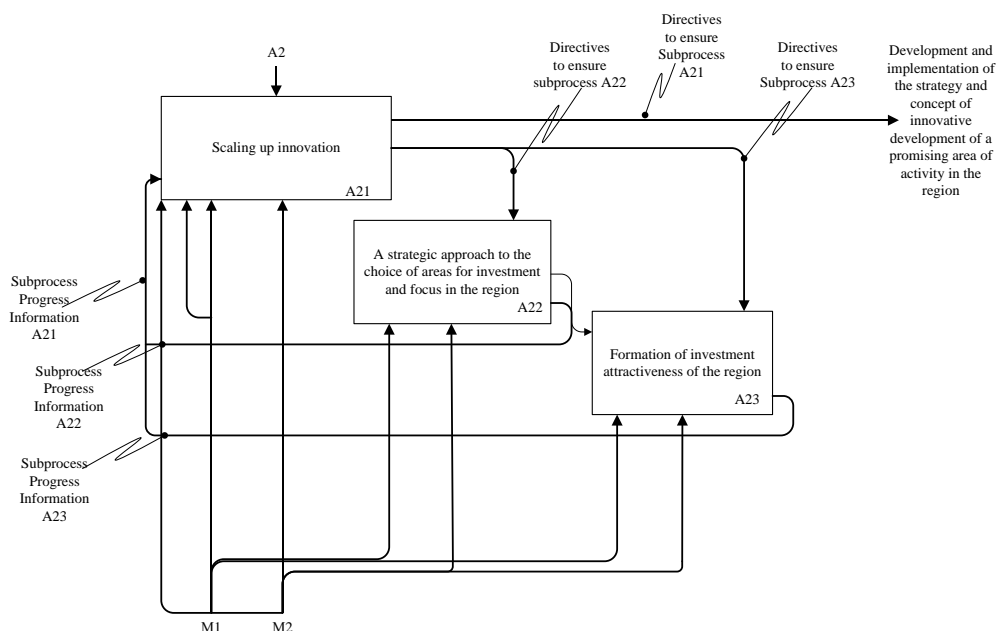 A2
Directives
to ensure
subprocess A22
Directives
to ensure
Subprocess
A21
Directives
to ensure
Subprocess A23
Development and
implementation of
the strategy and
concept of
innovative
development of a
promising area of
activity in the
region
Scaling up innovation
A21
A strategic approach to the
choice of areas for investment
and focus in the region
A22
Formation of investment
attractiveness of the region
A23
Subprocess
Progress
Information
A21
Subprocess
Progress
Information
A22
Subprocess
Progress
Information
A23
M1
M2